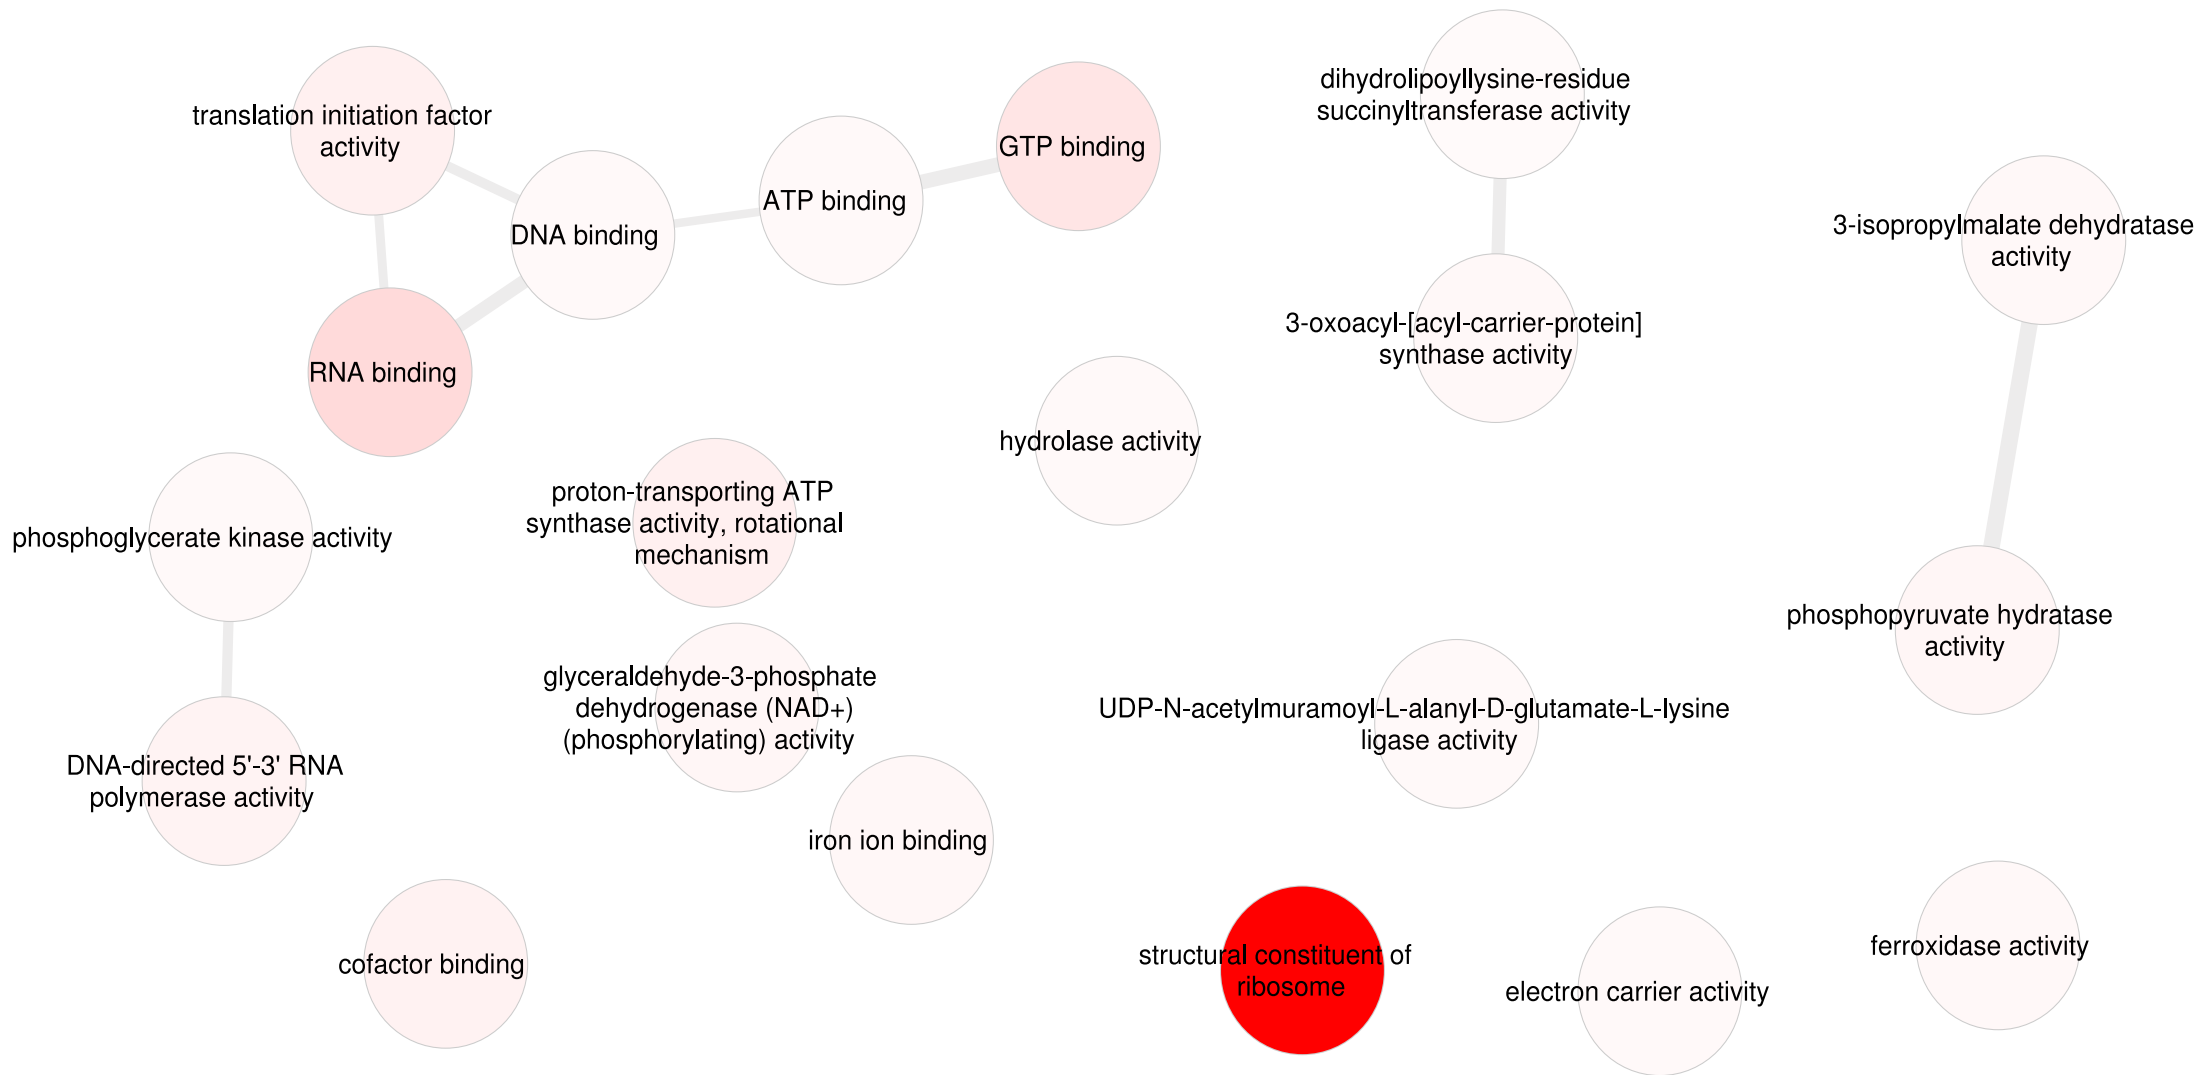 translation initiation factor
activity
GTP binding
dihydrolipoyllysine-residue
succinyltransferase activity
DNA binding
ATP binding
3-isopropylmalate dehydratase
activity
RNA binding
3-oxoacyl-[acyl-carrier-protein]
synthase activity
hydrolase activity
phosphoglycerate kinase activity
proton-transporting ATP
synthase activity, rotational
mechanism
phosphopyruvate hydratase
activity
glyceraldehyde-3-phosphate
dehydrogenase (NAD+)
(phosphorylating) activity
UDP-N-acetylmuramoyl-L-alanyl-D-glutamate-L-lysine
ligase activity
DNA-directed 5'-3' RNA
polymerase activity
iron ion binding
cofactor binding
structural constituent of
ribosome
electron carrier activity
ferroxidase activity